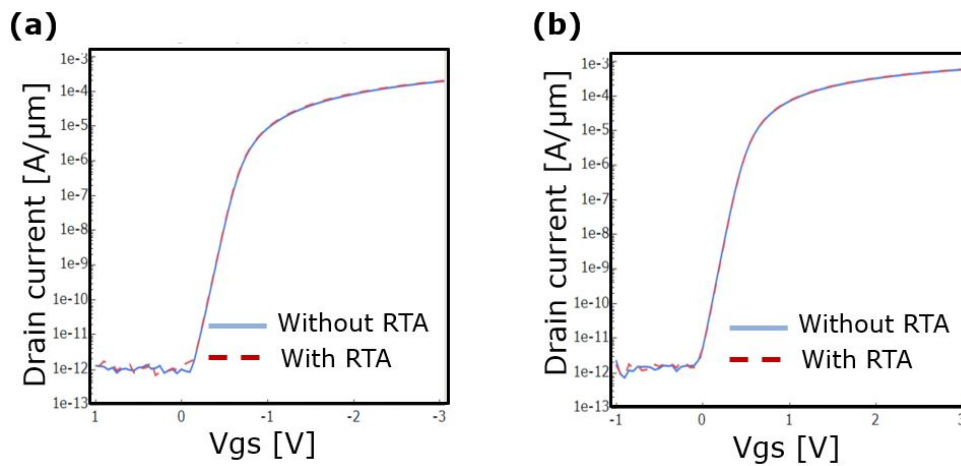 (a)
Drain current [A/μm]
1e-3
1e-4
1e-5
1e-6
1e-7
1e-8
1e-9
1e-10
1e-11
1e-12
1e-13
Without RTA
With RTA
1 0 -1 -2 -3
Vgs [V]
(b)
Drain current [A/μm]
1e-3
1e-4
1e-5
1e-6
1e-7
1e-8
1e-9
1e-10
1e-11
1e-12
1e-13
Without RTA
With RTA
-1 0 1 2 3
Vgs [V]